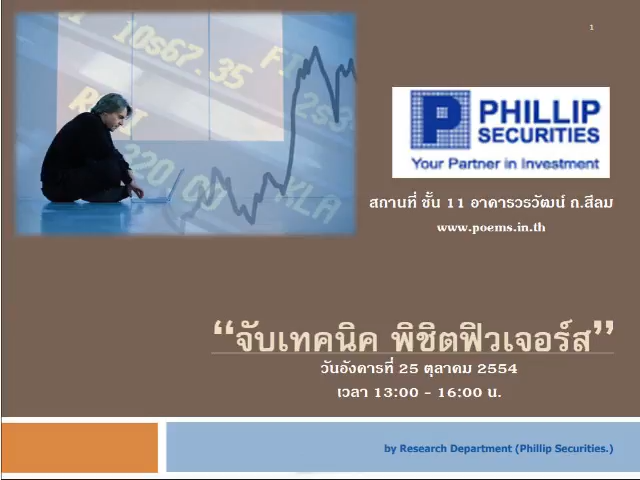 1
10s67.35
PHILLIP
SECURITIES
Your Partner in Investment
KLA
สถานที่ ชั้น 11 อาคารวรวัฒน์ ถ.สีลม
www.poems.in.th
“จับเทคนิค พิชิตฟิวเจอร์ส”
วันอังคารที่ 25 ตุลาคม 2554
เวลา 13:00 - 16:00 น.
by Research Department (Phillip Securities.)